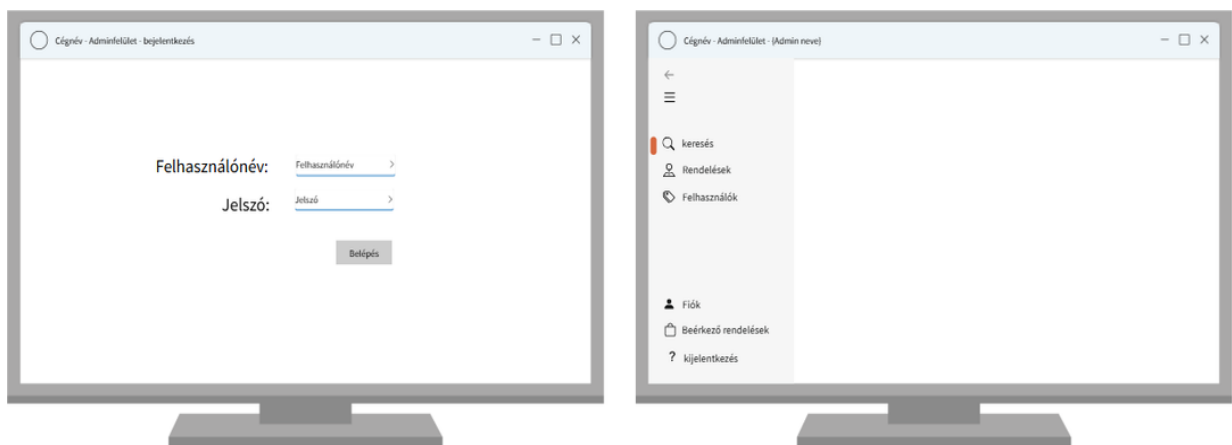 Cégnév - Adminfelület - bejelentkezés
Felhasználónév:
Felhasználónév
Jelszó:
Jelszó
Belépés
Cégnév - Adminfelület - (Admin neve)
keresés
Rendelések
Felhasználók
Fiók
Beérkező rendelések
? kijelentkezés